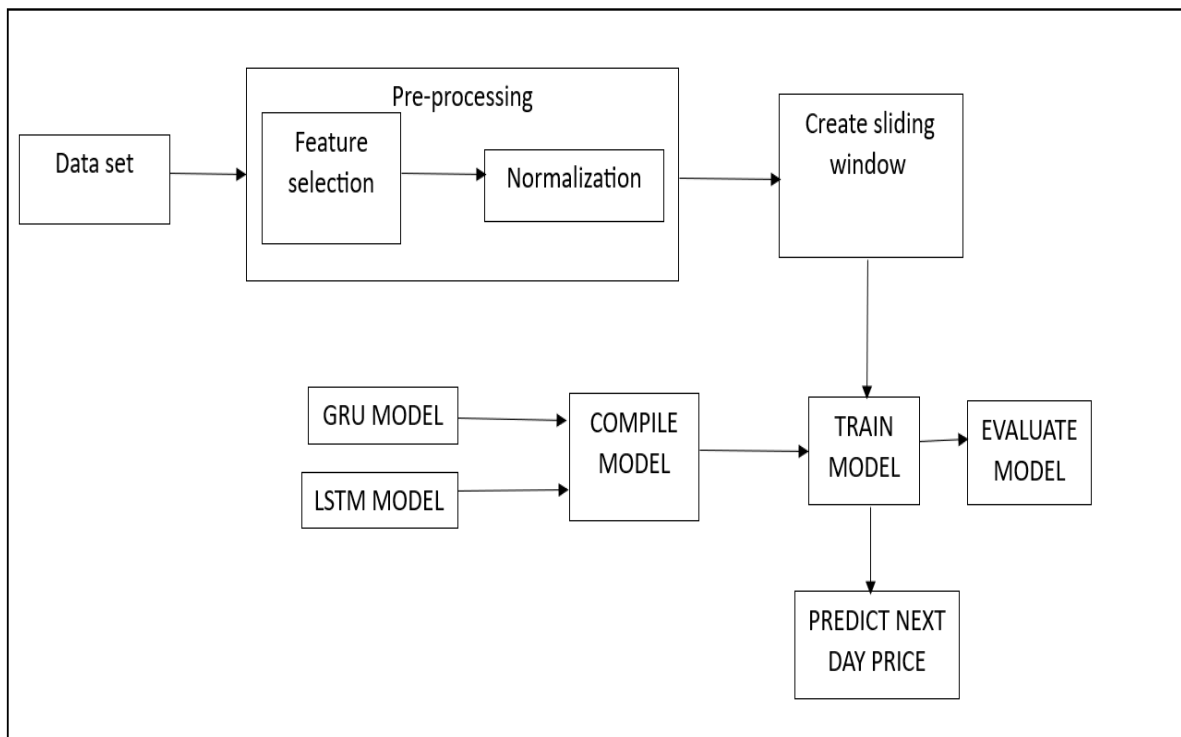 Pre-processing
Data set
Feature
selection
Normalization
Create sliding
window
GRU MODEL
LSTM MODEL
COMPILE
MODEL
TRAIN
MODEL
EVALUATE
MODEL
PREDICT NEXT
DAY PRICE